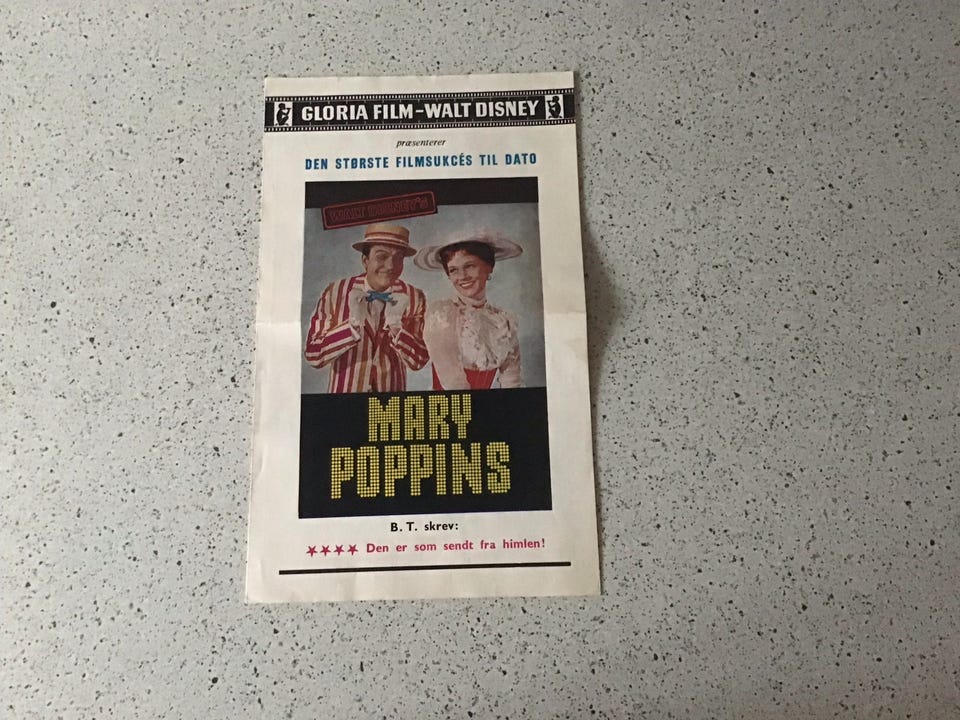 GLORIA FILM-WALT DISNEY
præsenterer
DEN STØRSTE FILMSUKCÉS TIL DATO
WALT DISNEY's
MARY
POPPINS
B. T. skrev:
★★★★ Den er som sendt fra himlen!